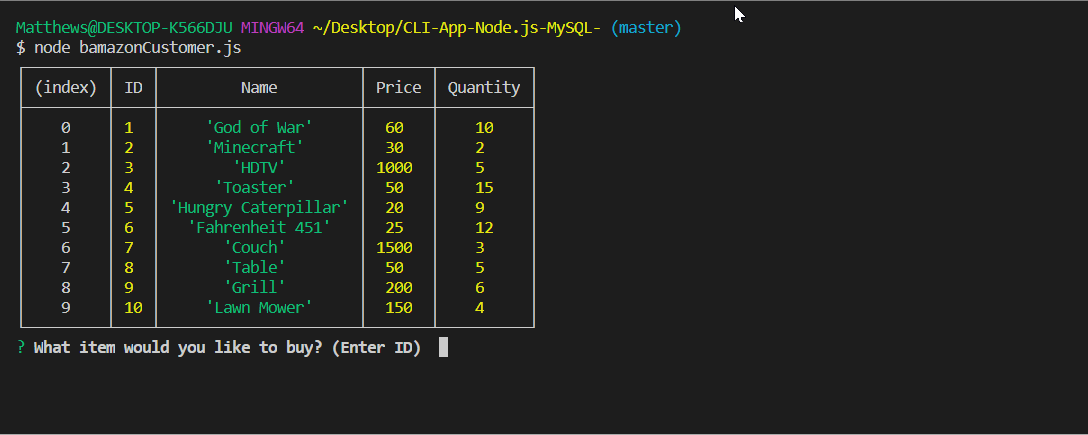 Matthews@DESKTOP-K566DJU MINGW64 ~/Desktop/CLI-App-Node.js-MySQL- (master)
$ node bamazonCustomer.js
(index) ID Name Price Quantity
0 1 'God of War' 60 10
1 2 'Minecraft' 30 2
2 3 'HDTV' 1000 5
3 4 'Toaster' 50 15
4 5 'Hungry Caterpillar' 20 9
5 6 'Fahrenheit 451' 25 12
6 7 'Couch' 1500 3
7 8 'Table' 50 5
8 9 'Grill' 200 6
9 10 'Lawn Mower' 150 4
? What item would you like to buy? (Enter ID)